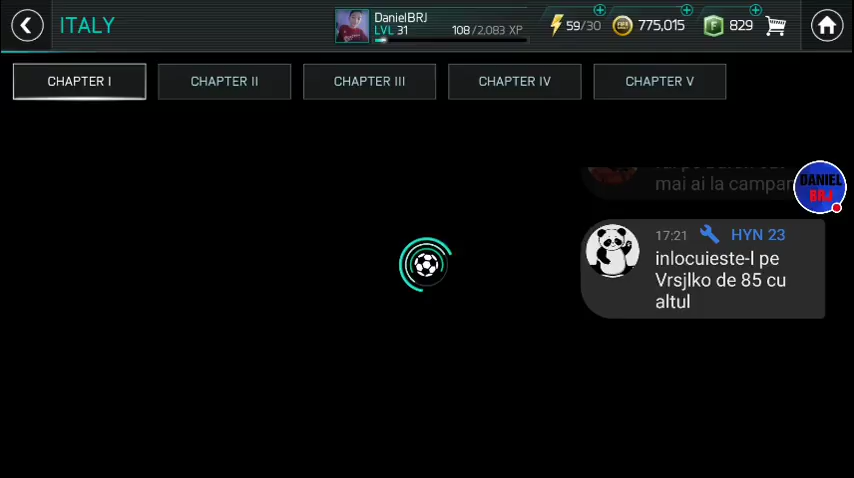 ITALY
DanielBRJ
LVL 31 108/2,083 XP
59/30
775,015
829
CHAPTER I
CHAPTER II
CHAPTER III
CHAPTER IV
CHAPTER V
mai ai la campan
DANIEL
BRJ
17:21 HYN 23
inlocuieste-l pe
Vrsjlko de 85 cu
altul